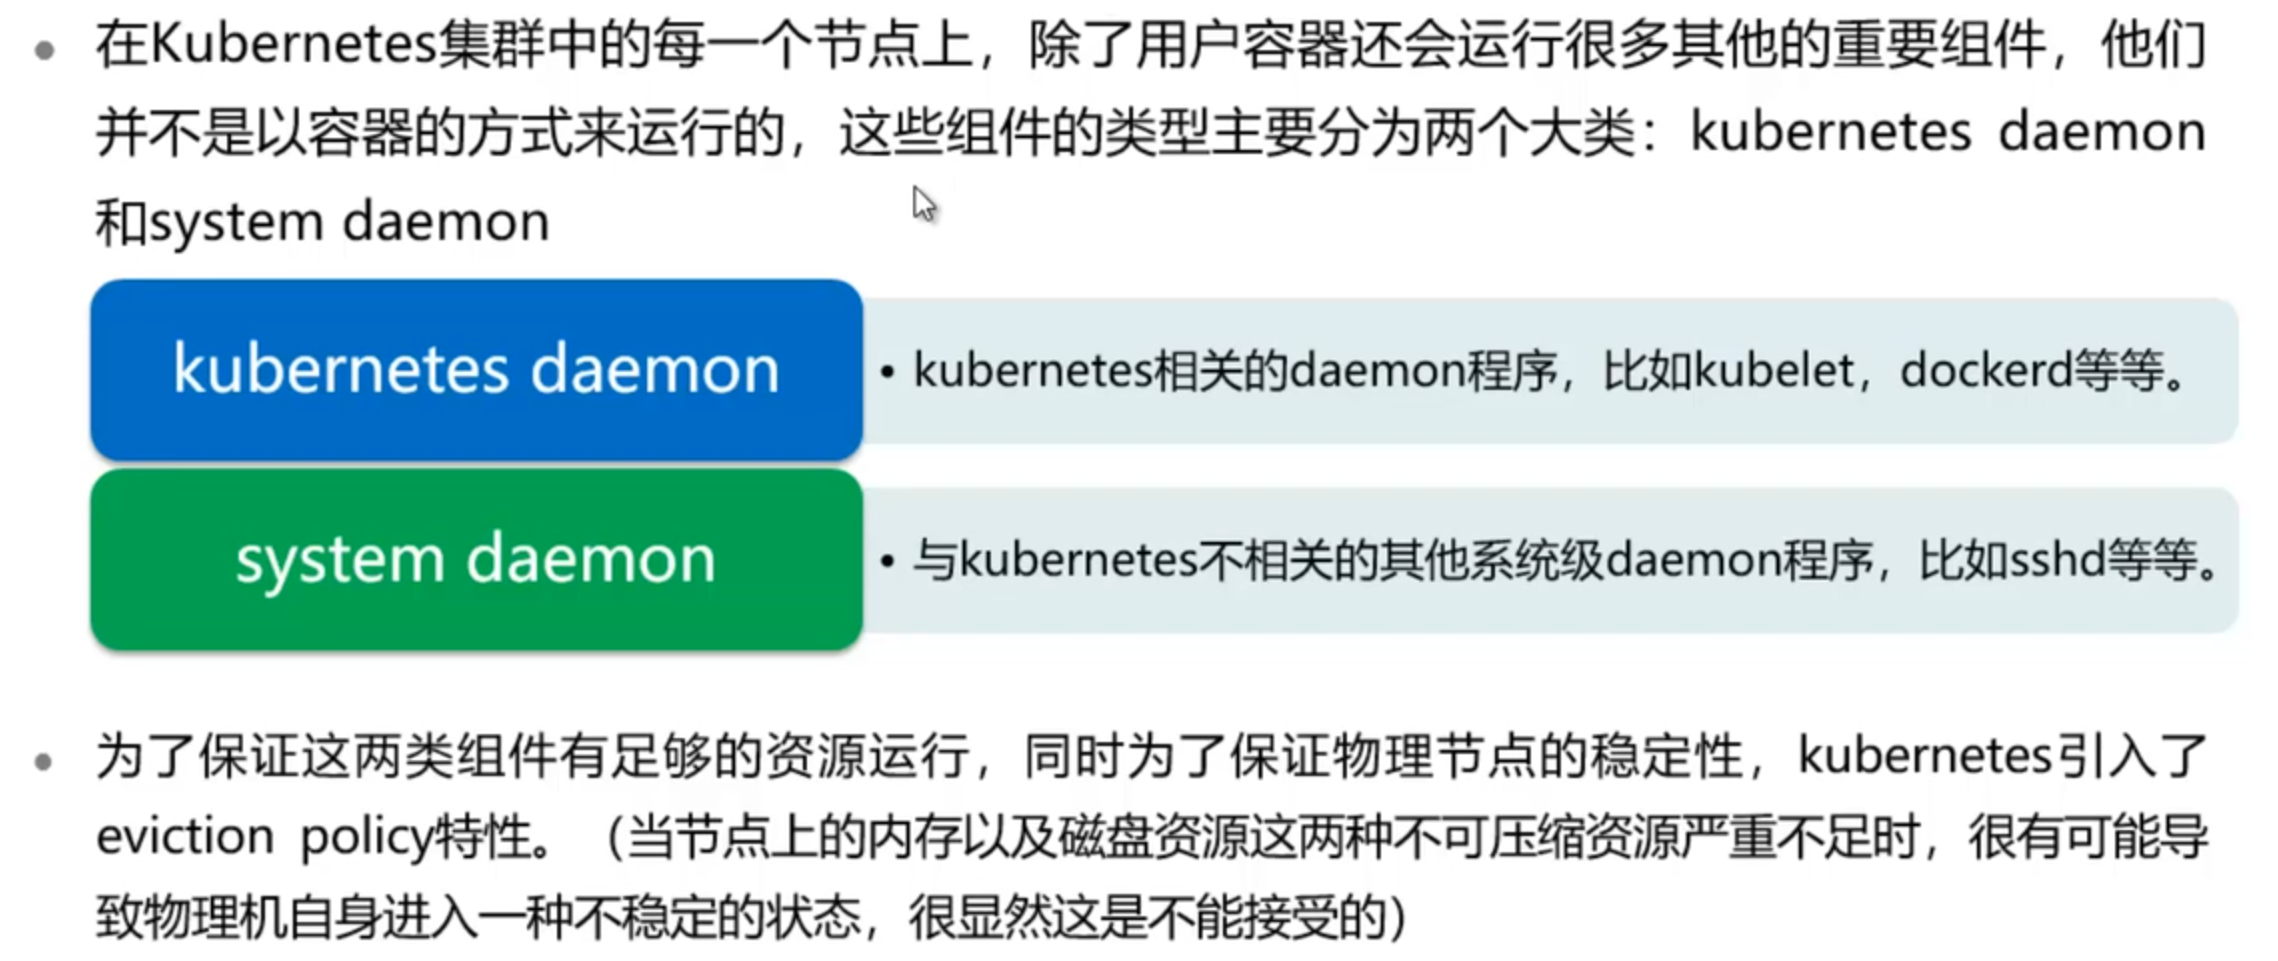 在Kubernetes集群中的每一个节点上，除了用户容器还会运行很多其他的重要组件，他们
并不是以容器的方式来运行的，这些组件的类型主要分为两个大类：kubernetes daemon
和system daemon
kubernetes daemon
• kubernetes相关的daemon程序，比如kubelet，dockerd等等。
system daemon
• 与kubernetes不相关的其他系统级daemon程序，比如sshd等等。
为了保证这两类组件有足够的资源运行，同时为了保证物理节点的稳定性，kubernetes引入了
eviction policy特性。（当节点上的内存以及磁盘资源这两种不可压缩资源严重不足时，很有可能导
致物理机自身进入一种不稳定的状态，很显然这是不能接受的）